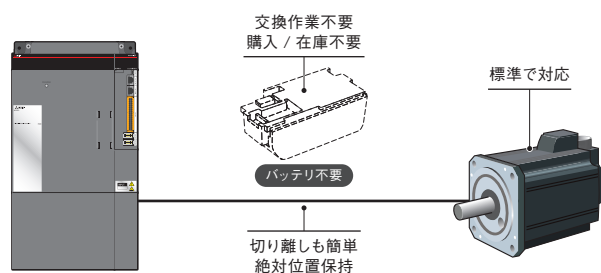 交換作業不要
購入 / 在庫不要
標準で対応
バッテリ不要
切り離しも簡単
絶対位置保持